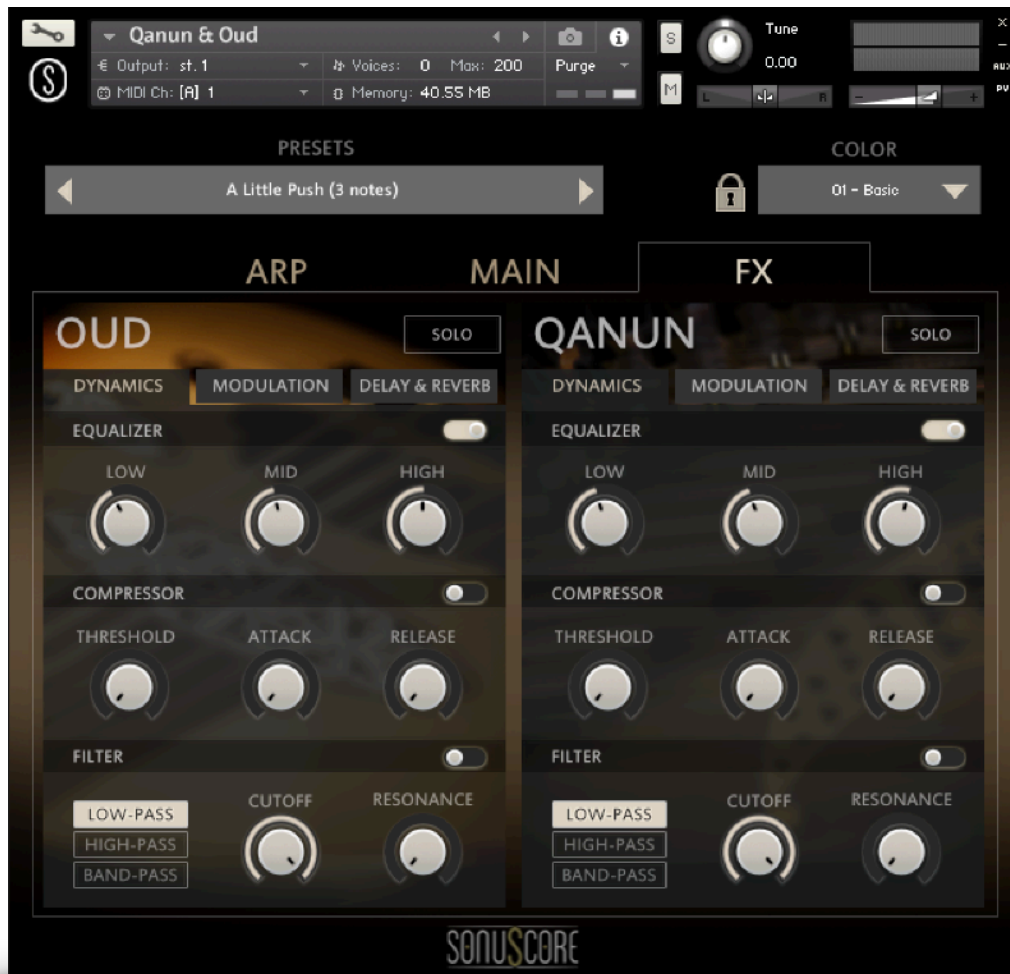 Qanun & Oud
Output: st.1
Voices: 0 Max: 200
Purge
MIDI Ch: [A] 1
Memory: 40.55 MB
S
M
Tune
0.00
L
R
AUX
PV
PRESETS
COLOR
A Little Push (3 notes)
01 - Basic
ARP
MAIN
FX
OUD
SOLO
QANUN
SOLO
DYNAMICS
MODULATION
DELAY & REVERB
DYNAMICS
MODULATION
DELAY & REVERB
EQUALIZER
EQUALIZER
LOW
MID
HIGH
LOW
MID
HIGH
COMPRESSOR
COMPRESSOR
THRESHOLD
ATTACK
RELEASE
THRESHOLD
ATTACK
RELEASE
FILTER
FILTER
LOW-PASS
HIGH-PASS
BAND-PASS
CUTOFF
RESONANCE
LOW-PASS
HIGH-PASS
BAND-PASS
CUTOFF
RESONANCE
SONUSCORE